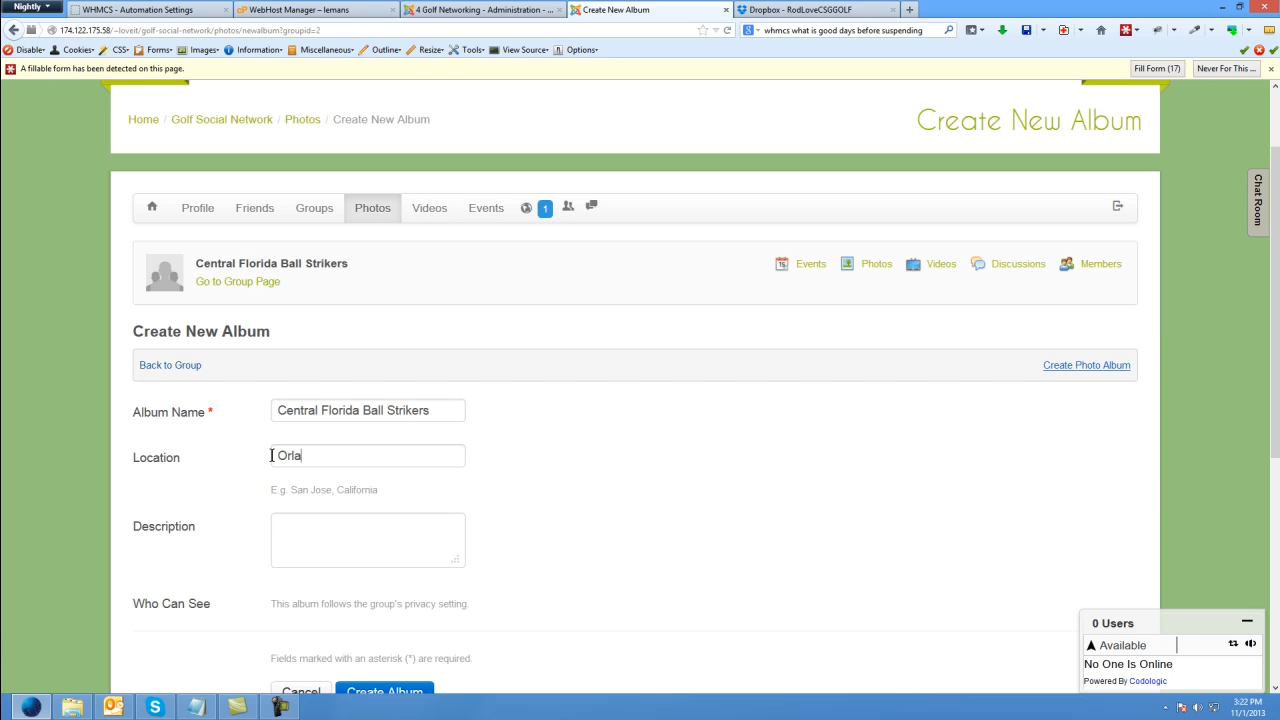 Nightly
WHMCS - Automation Settings
WebHost Manager – lemans
4 Golf Networking - Administration - ...
Create New Album
Dropbox - RodLoveCSGGOLF
174.122.175.58/~loveit/golf-social-network/photos/newalbum?groupid=2
whmcs what is good days before suspending
Disable
Cookies
CSS
Forms
Images
Information
Miscellaneous
Outline
Resize
Tools
View Source
Options
A fillable form has been detected on this page.
Fill Form (17)
Never For This ...
Home / Golf Social Network / Photos / Create New Album
Create New Album
Chat Room
Profile
Friends
Groups
Photos
Videos
Events
1
Central Florida Ball Strikers
Go to Group Page
Events
Photos
Videos
Discussions
Members
Create New Album
Back to Group
Create Photo Album
Album Name *
Central Florida Ball Strikers
Location
Orla
E.g. San Jose, California
Description
Who Can See
This album follows the group's privacy setting.
Fields marked with an asterisk (*) are required.
Cancel
Create Album
0 Users
Available
No One Is Online
Powered By Codologic
3:22 PM
11/1/2013